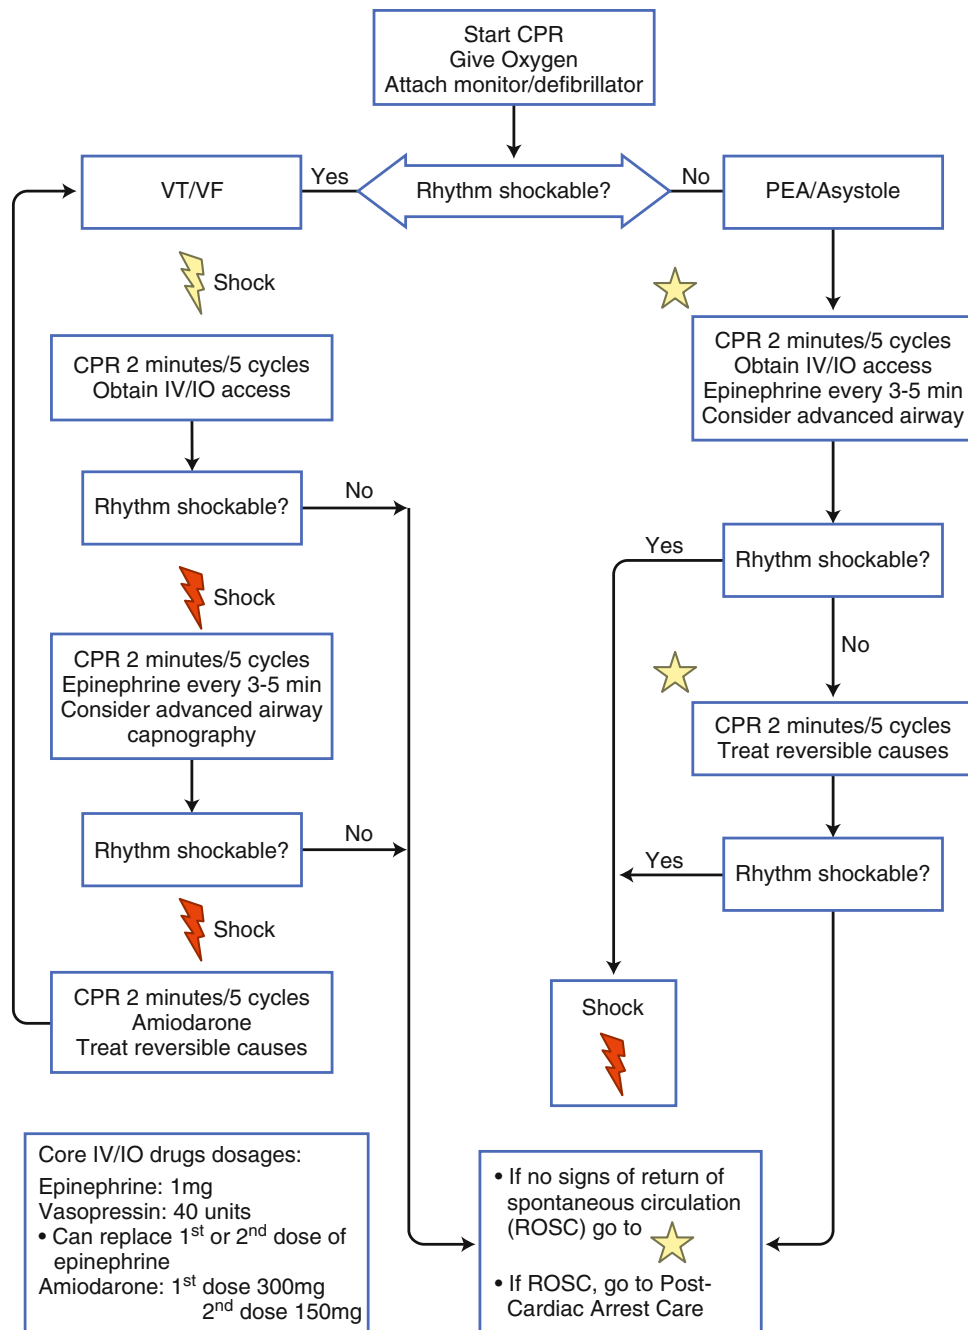 Start CPR
Give Oxygen
Attach monitor/defibrillator
VT/VF
Yes
Rhythm shockable?
No
PEA/Asystole
Shock
CPR 2 minutes/5 cycles
Obtain IV/IO access
Rhythm shockable?
No
Shock
CPR 2 minutes/5 cycles
Epinephrine every 3-5 min
Consider advanced airway
capnography
Rhythm shockable?
No
Shock
CPR 2 minutes/5 cycles
Amiodarone
Treat reversible causes
CPR 2 minutes/5 cycles
Obtain IV/IO access
Epinephrine every 3-5 min
Consider advanced airway
Yes
Rhythm shockable?
No
CPR 2 minutes/5 cycles
Treat reversible causes
Yes
Rhythm shockable?
Shock
Core IV/IO drugs dosages:
Epinephrine: 1mg
Vasopressin: 40 units
• Can replace 1st or 2nd dose of
epinephrine
Amiodarone: 1st dose 300mg
2nd dose 150mg
• If no signs of return of
spontaneous circulation
(ROSC) go to
• If ROSC, go to Post-
Cardiac Arrest Care